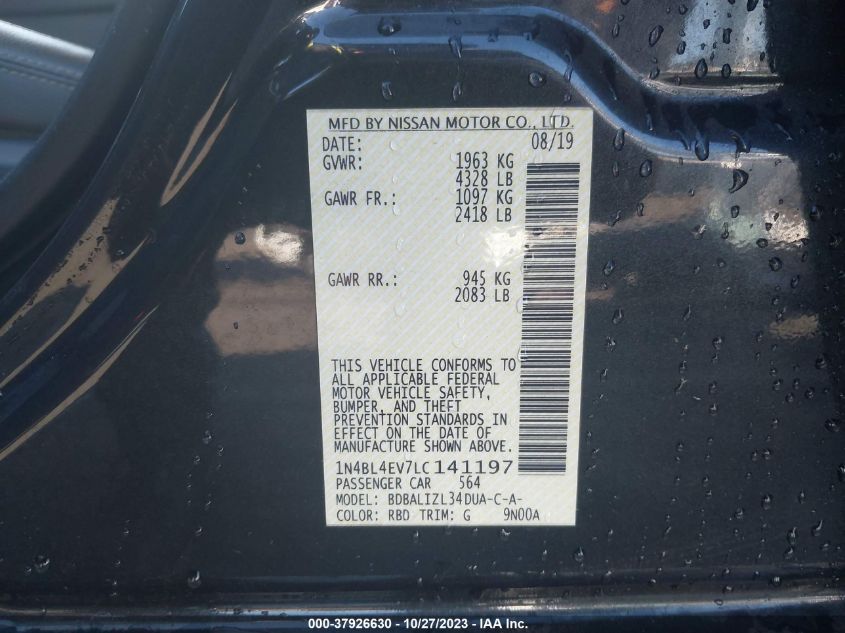 MFD BY NISSAN MOTOR CO., LTD.
DATE: 08/19
GVWR: 1963 KG
4328 LB
GAWR FR.: 1097 KG
2418 LB
GAWR RR.: 945 KG
2083 LB
THIS VEHICLE CONFORMS TO
ALL APPLICABLE FEDERAL
MOTOR VEHICLE SAFETY,
BUMPER, AND THEFT
PREVENTION STANDARDS IN
EFFECT ON THE DATE OF
MANUFACTURE SHOWN ABOVE.
1N4BL4EV7LC141197
PASSENGER CAR 564
MODEL: BDBALIZL34DUA-C-A-
COLOR: RBD TRIM: G 9N00A
000-37926630 - 10/27/2023 - IAA Inc.